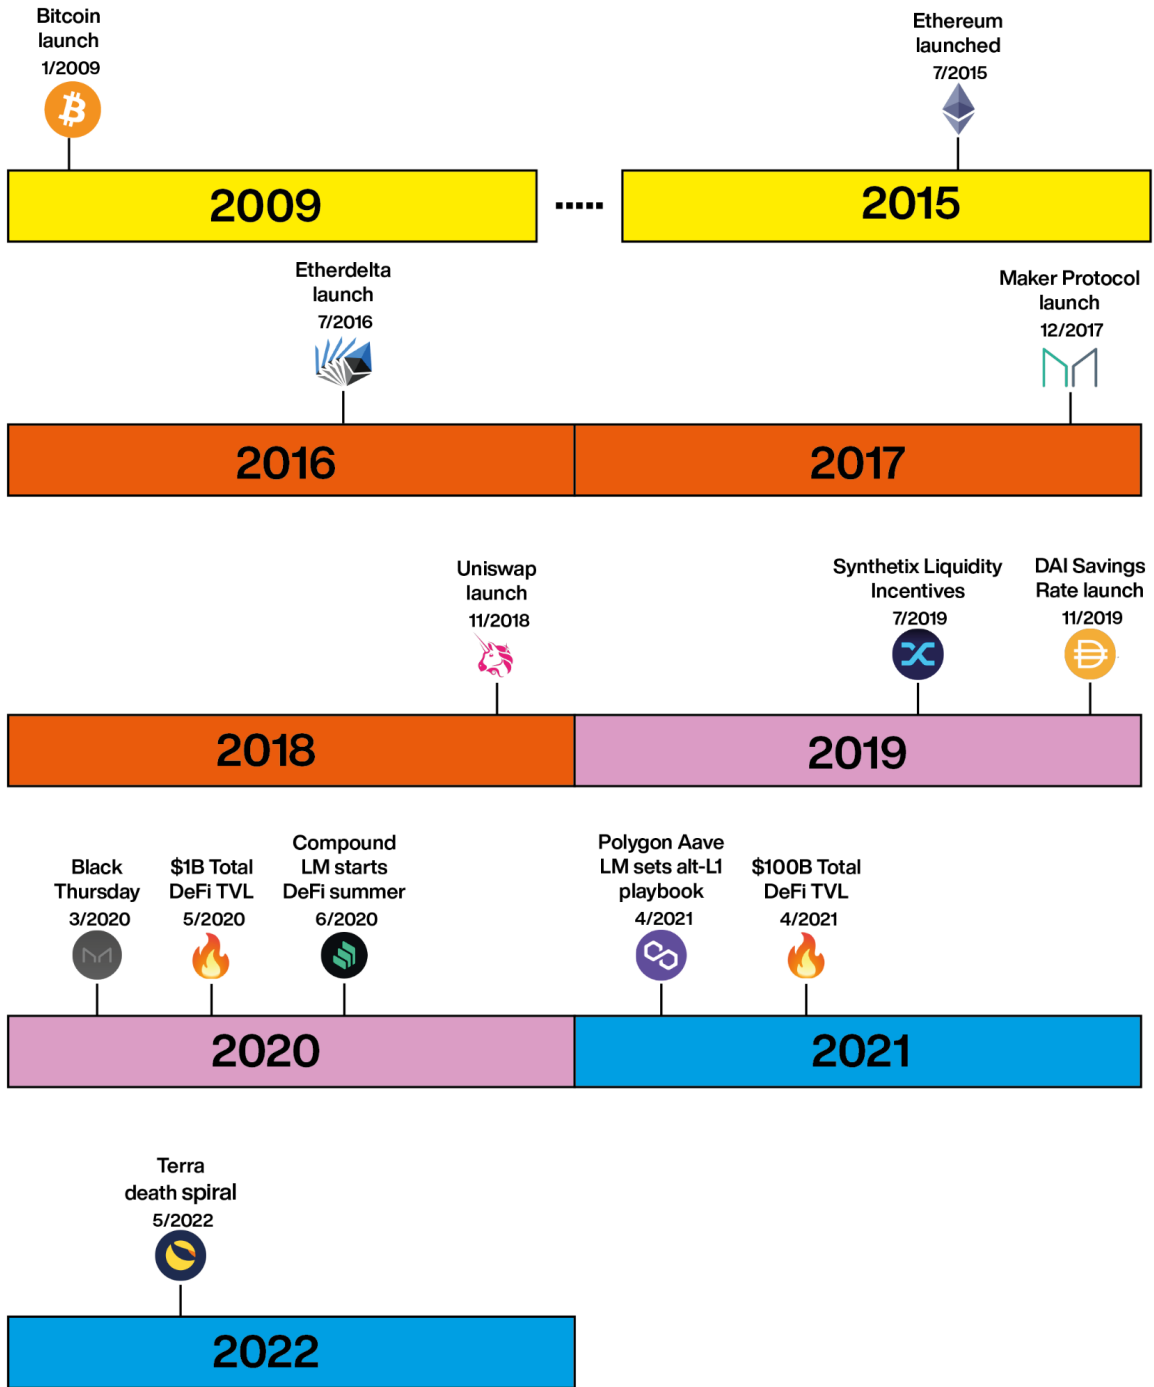 Bitcoin
launch
1/2009
Ethereum
launched
7/2015
2009
2015
Etherdelta
launch
7/2016
Maker Protocol
launch
12/2017
2016
2017
Uniswap
launch
11/2018
Synthetix Liquidity
Incentives
7/2019
DAI Savings
Rate launch
11/2019
2018
2019
Black
Thursday
3/2020
$1B Total
DeFi TVL
5/2020
Compound
LM starts
DeFi summer
6/2020
Polygon Aave
LM sets alt-L1
playbook
4/2021
$100B Total
DeFi TVL
4/2021
2020
2021
Terra
death spiral
5/2022
2022